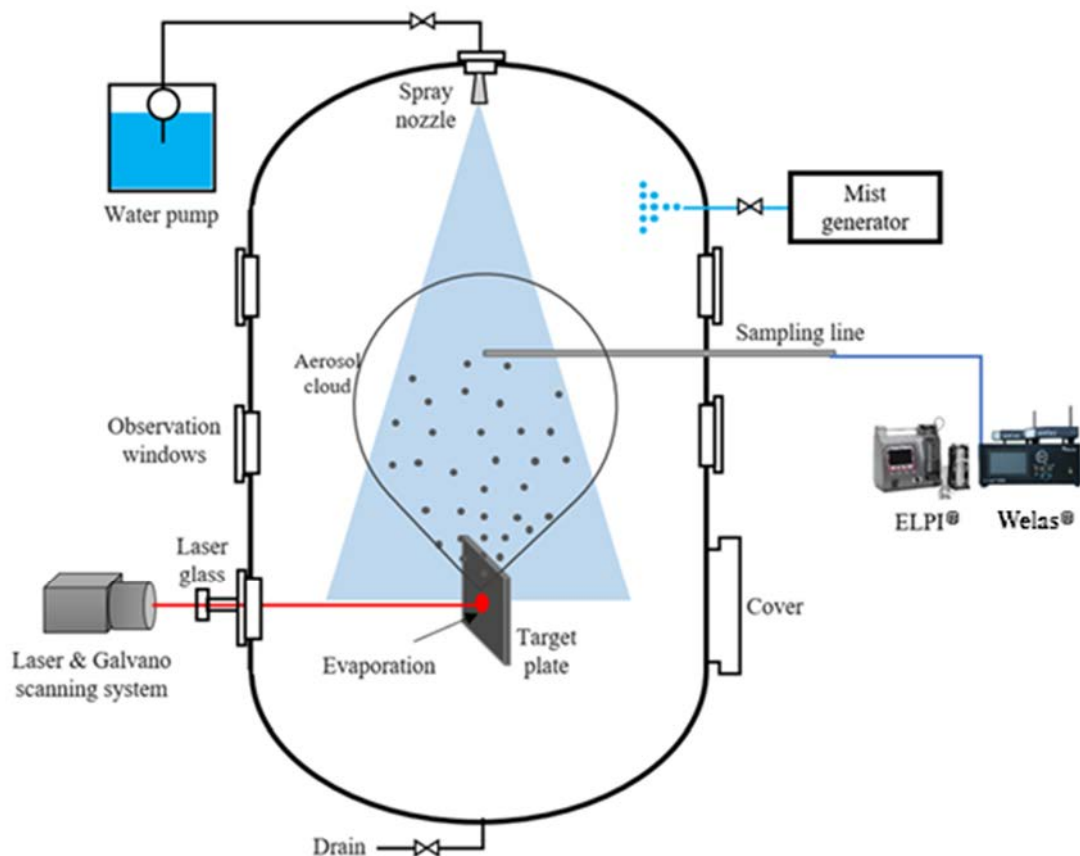 Spray
nozzle
Water pump
Mist
generator
Sampling line
Aerosol
cloud
Observation
windows
ELPI®
Welas®
Laser
glass
Cover
Evaporation
Target
plate
Laser & Galvano
scanning system
Drain